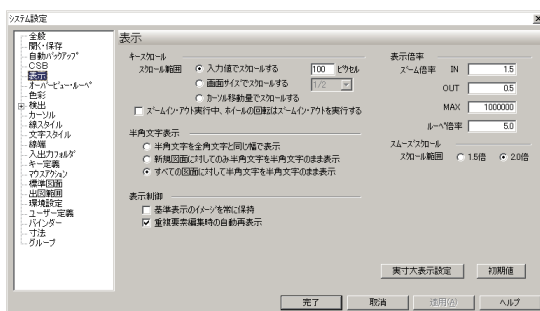 システム設定
全般
開く・保存
自動バックアップ
CSB
表示
オーバービュー・ルーペ
色彩
検出
カーソル
線スタイル
文字スタイル
線端
入出力フォルダ
キー定義
マウスアクション
標準図面
出図範囲
環境設定
ユーザー定義
バインダー
寸法
グループ
表示
キースクロール
スクロール範囲
入力値でスクロールする
100
ピクセル
画面サイズでスクロールする
1/2
カーソル移動量でスクロールする
ズームイン・アウト実行中、ホイールの回転はズームイン・アウトを実行する
半角文字表示
半角文字を全角文字と同じ幅で表示
新規図面に対してのみ半角文字を半角文字のまま表示
すべての図面に対して半角文字を半角文字のまま表示
表示制御
基準表示のイメージを常に保持
重複要素編集時の自動再表示
表示倍率
ズーム倍率 IN 1.5
OUT 0.5
MAX 1000000
ルーペ倍率 5.0
スムーズスクロール
スクロール範囲 1.5倍 2.0倍
実寸大表示設定
初期値
完了
取消
適用(A)
ヘルプ